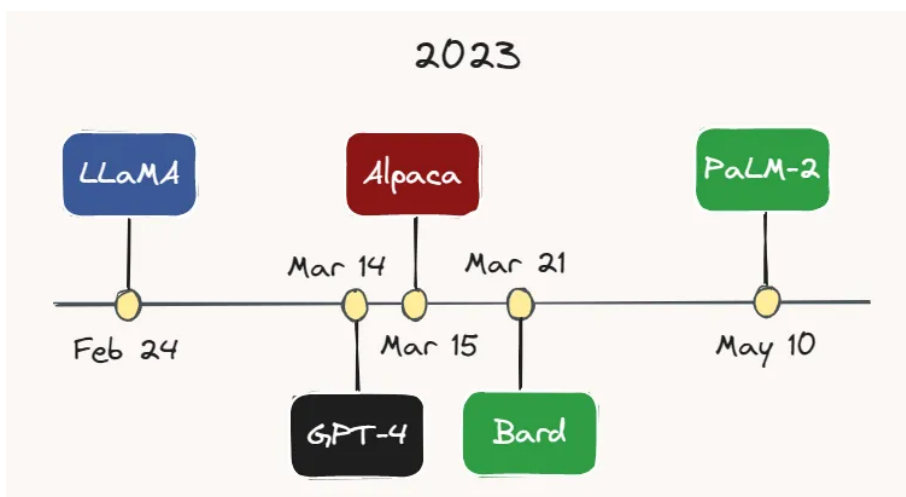 2023
LLaMA
Alpaca
PaLM-2
Mar 14
Mar 21
Feb 24
Mar 15
May 10
GPT-4
Bard